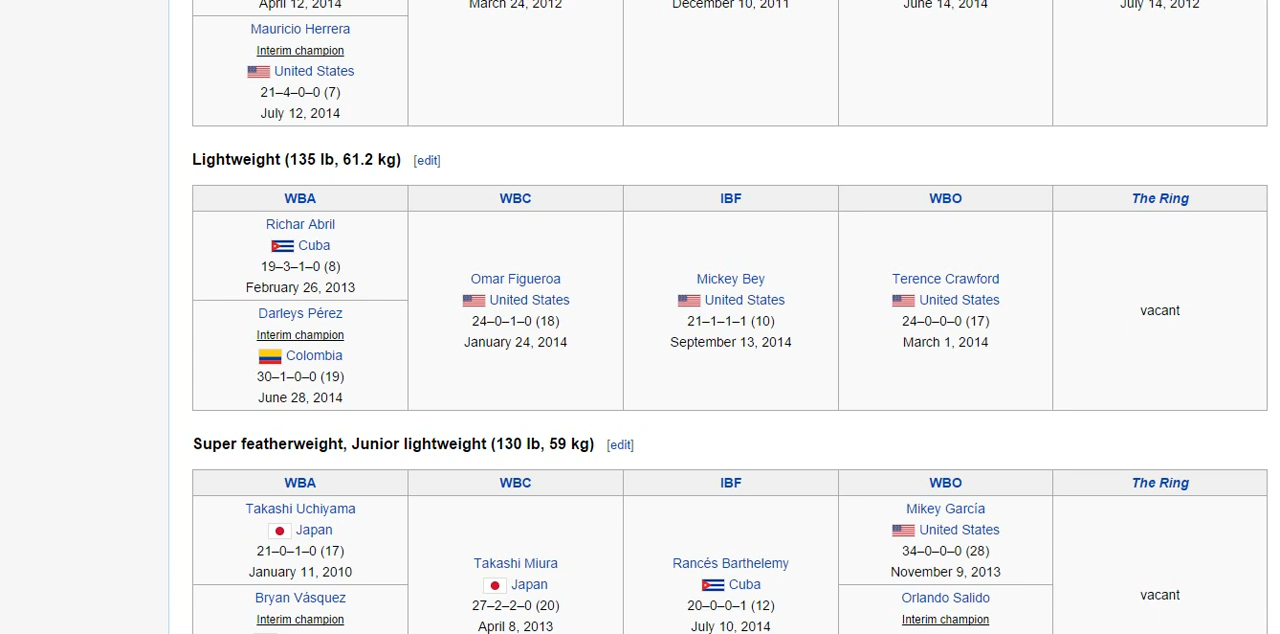 April 12, 2014
March 24, 2012
December 10, 2011
June 14, 2014
July 14, 2012
Mauricio Herrera
Interim champion
United States
21–4–0–0 (7)
July 12, 2014
Lightweight (135 lb, 61.2 kg) [edit]
WBA
WBC
IBF
WBO
The Ring
Richar Abril
Cuba
19–3–1–0 (8)
February 26, 2013
Darleys Pérez
Interim champion
Colombia
30–1–0–0 (19)
June 28, 2014
Omar Figueroa
United States
24–0–1–0 (18)
January 24, 2014
Mickey Bey
United States
21–1–1–1 (10)
September 13, 2014
Terence Crawford
United States
24–0–0–0 (17)
March 1, 2014
vacant
Super featherweight, Junior lightweight (130 lb, 59 kg) [edit]
WBA
WBC
IBF
WBO
The Ring
Takashi Uchiyama
Japan
21–0–1–0 (17)
January 11, 2010
Bryan Vásquez
Interim champion
Takashi Miura
Japan
27–2–2–0 (20)
April 8, 2013
Rancés Barthelemy
Cuba
20–0–0–1 (12)
July 10, 2014
Mikey García
United States
34–0–0–0 (28)
November 9, 2013
Orlando Salido
Interim champion
vacant